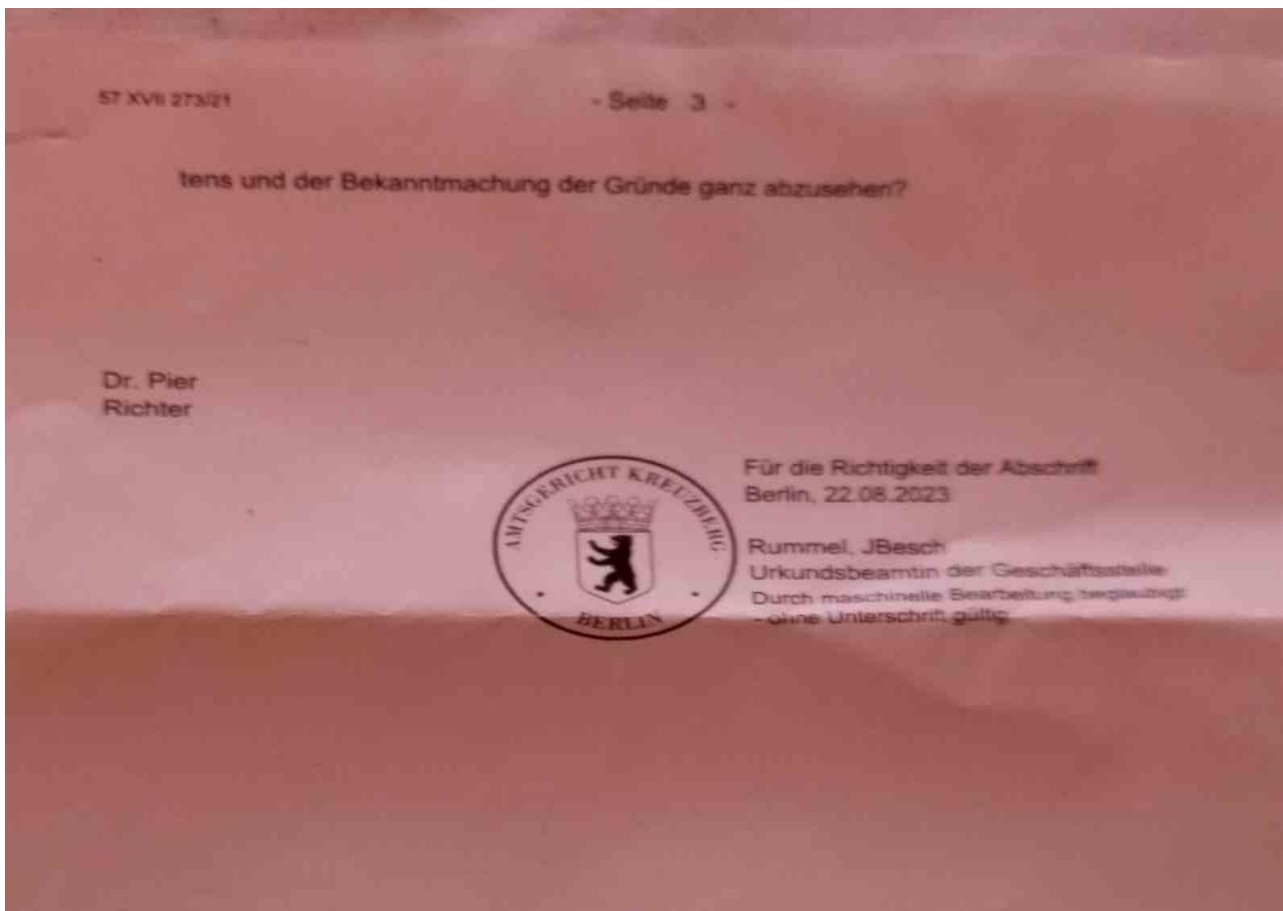 57 XVII 273/21
- Seite 3 -
tens und der Bekanntmachung der Gründe ganz abzusehen?
Dr. Pier
Richter
AMTSGERICHT KREUZBERG
BERLIN
Für die Richtigkeit der Abschrift
Berlin, 22.08.2023
Rummel, JBesch
Urkundsbeamtin der Geschäftsstelle
Durch maschinelle Bearbeitung beglaubigt
- ohne Unterschrift gültig